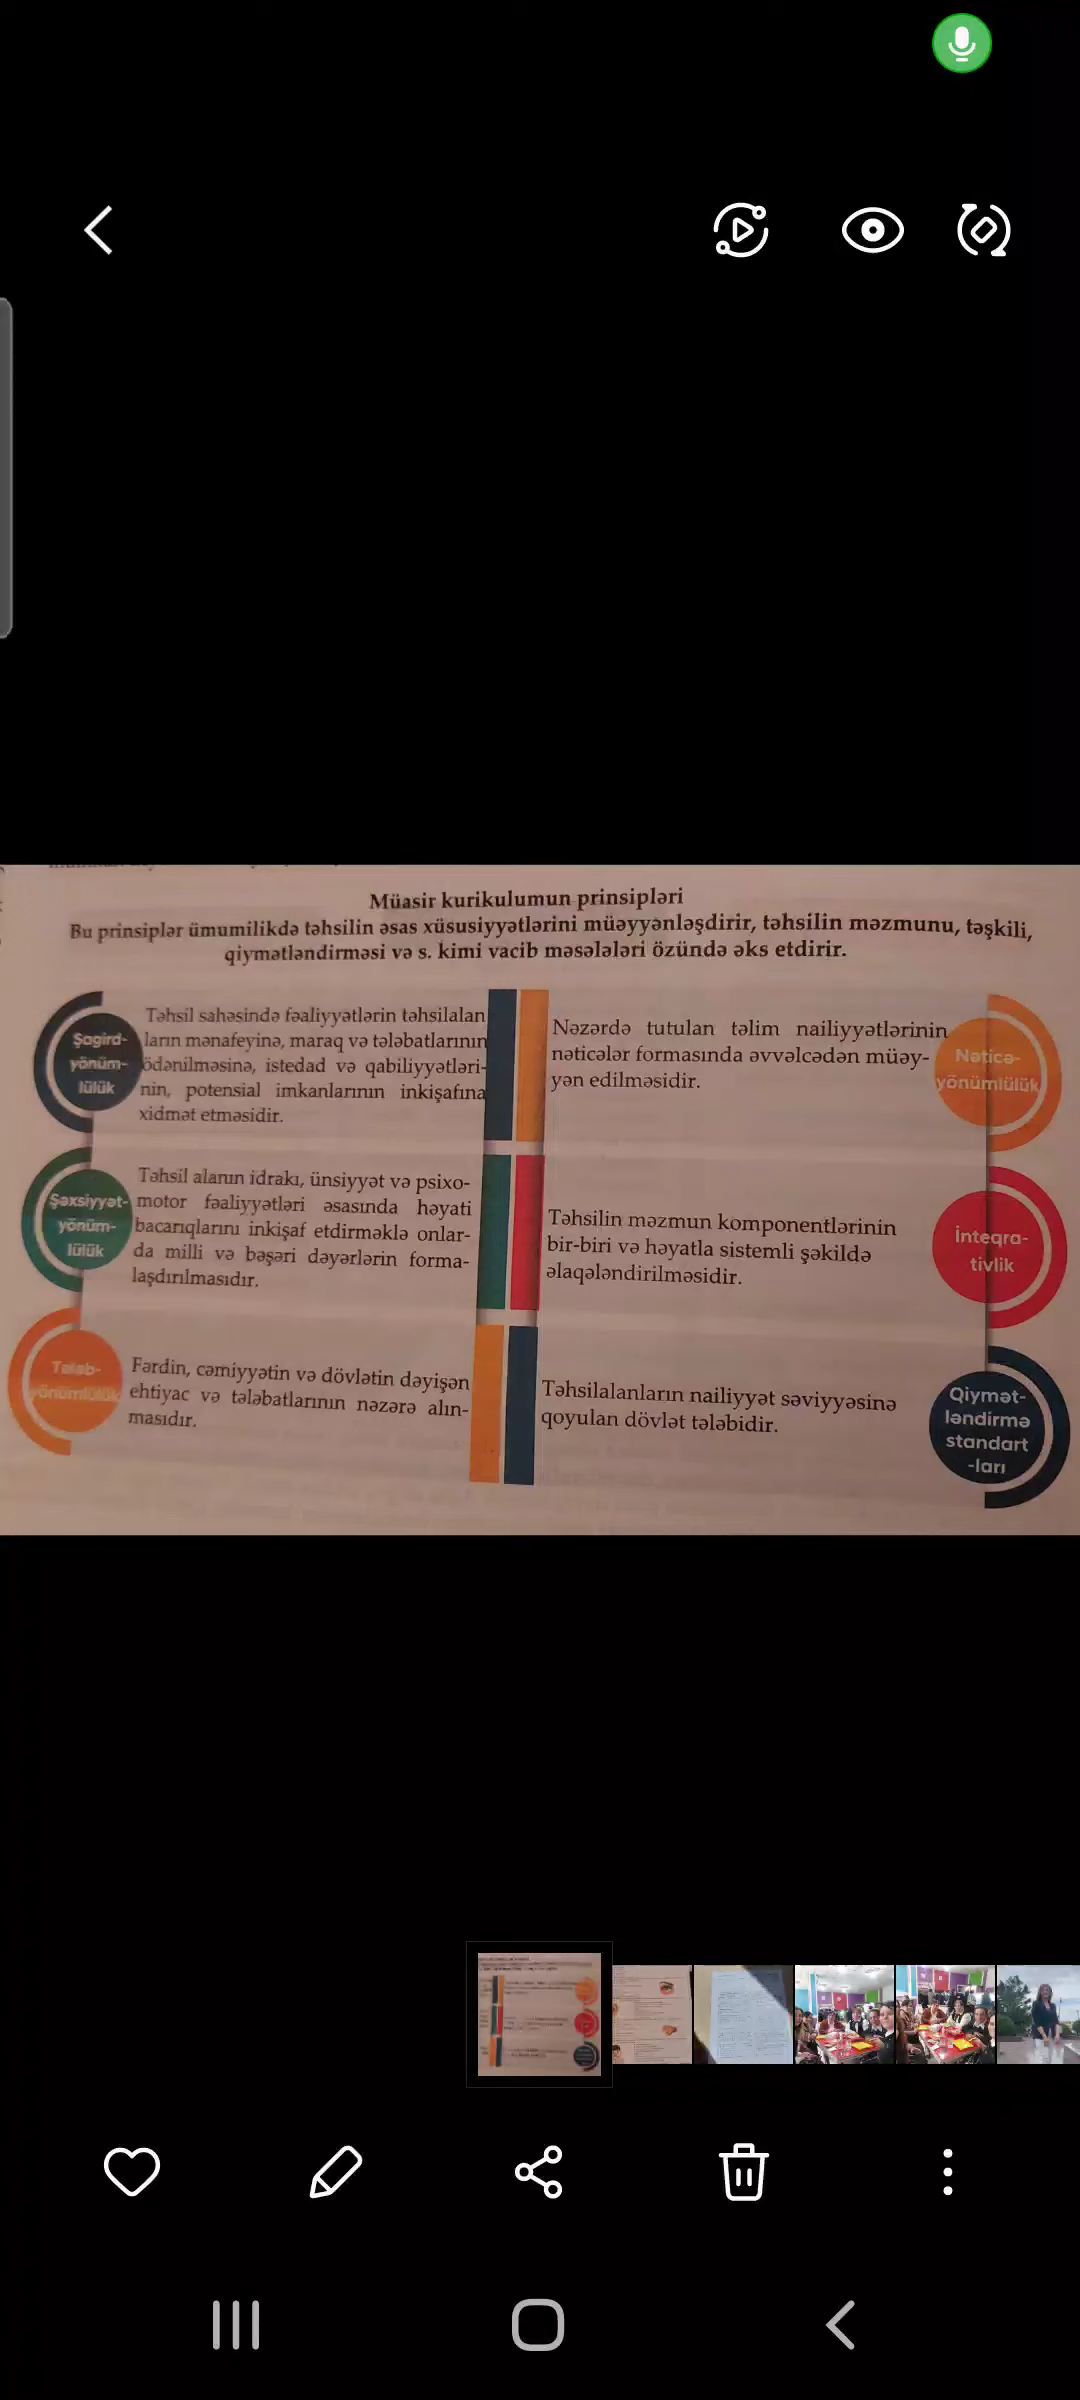 Müasir kurikulumun prinsipləri
Bu prinsiplər ümumilikdə təhsilin əsas xüsusiyyətlərini müəyyənləşdirir, təhsilin məzmunu, təşkili,
qiymətləndirməsi və s. kimi vacib məsələləri özündə əks etdirir.
Şagird-
yönüm-
lülük
Təhsil sahəsində fəaliyyətlərin təhsilalan
ların mənafeyinə, maraq və tələbatlarının
ödənilməsinə, istedad və qabiliyyətləri-
nin, potensial imkanlarının inkişafına
xidmət etməsidir.
Nəzərdə tutulan təlim nailiyyətlərinin
nəticələr formasında əvvəlcədən müəy-
yən edilməsidir.
Nəticə-
yönümlülük
Şəxsiyyət-
yönüm-
lülük
Təhsil alanın idrakı, ünsiyyət və psixo-
motor fəaliyyətləri əsasında həyati
bacarıqlarını inkişaf etdirməklə onlar-
da milli və bəşəri dəyərlərin forma-
laşdırılmasıdır.
Təhsilin məzmun komponentlərinin
bir-biri və həyatla sistemli şəkildə
əlaqələndirilməsidir.
İnteqra-
tivlik
Tələb-
yönümlülük
Fərdin, cəmiyyətin və dövlətin dəyişən
ehtiyac və tələbatlarının nəzərə alın-
masıdır.
Təhsilalanların nailiyyət səviyyəsinə
qoyulan dövlət tələbidir.
Qiymət-
ləndirmə
standart
-ları